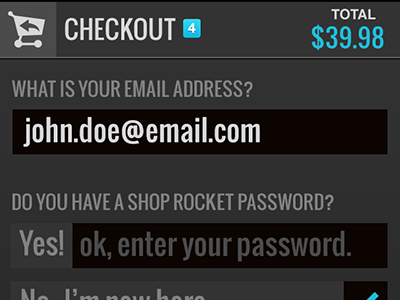 CHECKOUT 4
TOTAL
$39.98
WHAT IS YOUR EMAIL ADDRESS?
john.doe@email.com
DO YOU HAVE A SHOP ROCKET PASSWORD?
Yes! ok, enter your password.
No, I'm new here.